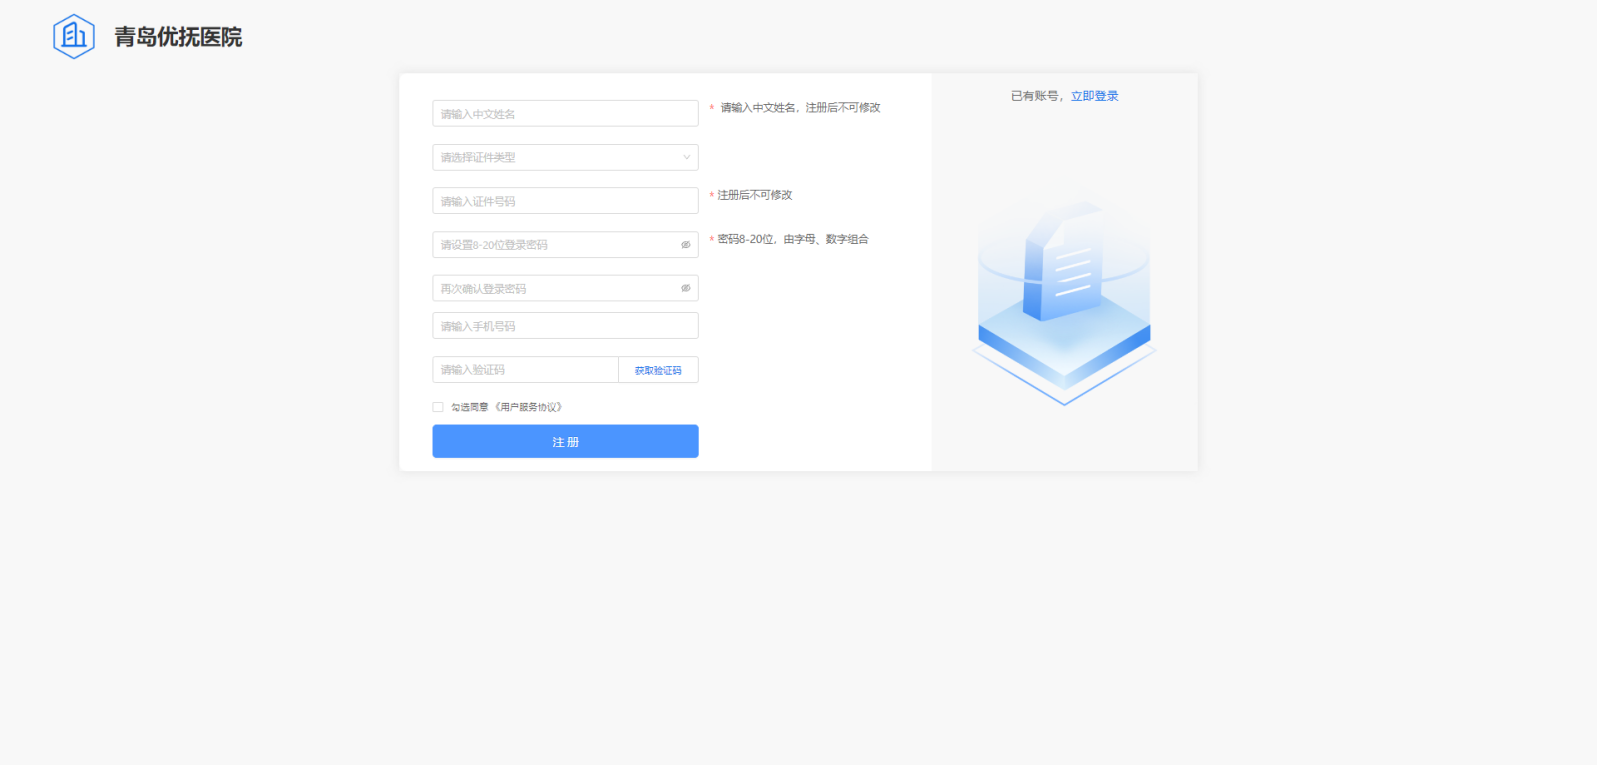 青岛优抚医院
已有账号，立即登录
请输入中文姓名
* 请输入中文姓名，注册后不可修改
请选择证件类型
请输入证件号码
* 注册后不可修改
请设置8-20位登录密码
* 密码8-20位，由字母、数字组合
再次确认登录密码
请输入手机号码
请输入验证码
获取验证码
勾选同意《用户服务协议》
注册